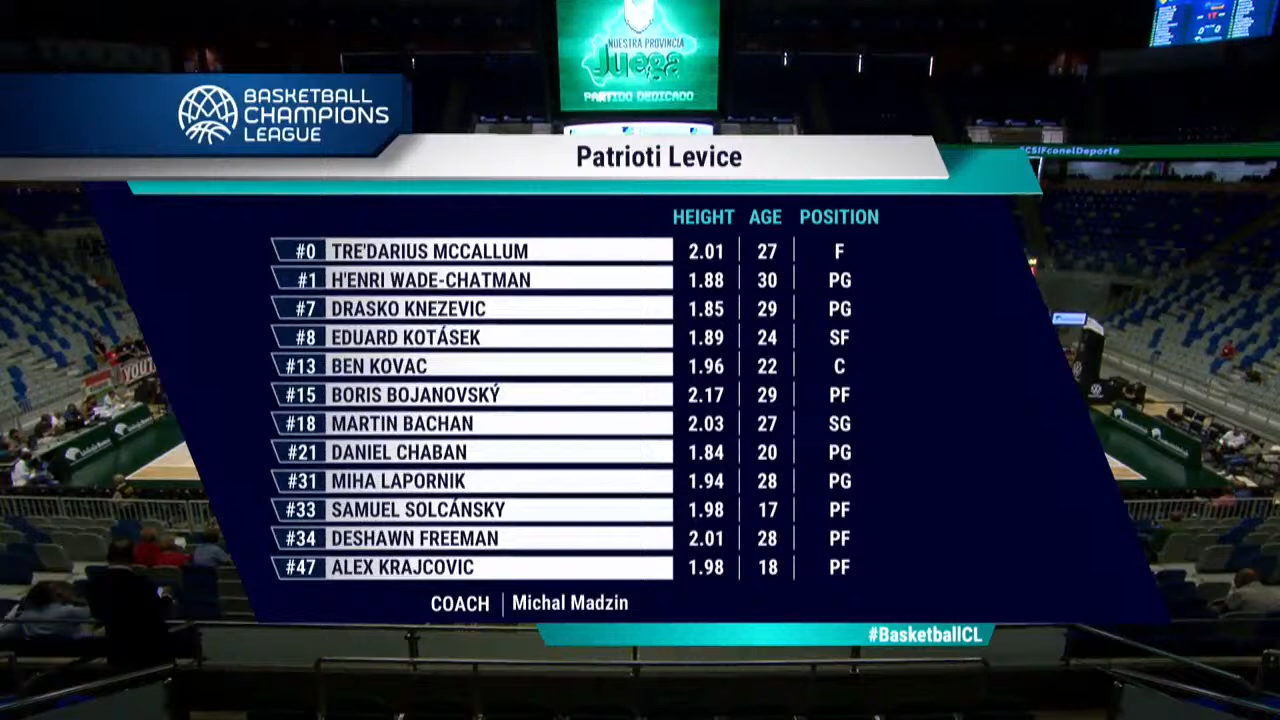 NUESTRA PROVINCIA
Juega
PARTIDO DEDICADO
BASKETBALL
CHAMPIONS
LEAGUE
Patrioti Levice
#CSIFconelDeporte
HEIGHT AGE POSITION
#0 TRE'DARIUS MCCALLUM 2.01 27 F
#1 H'ENRI WADE-CHATMAN 1.88 30 PG
#7 DRASKO KNEZEVIC 1.85 29 PG
#8 EDUARD KOTÁSEK 1.89 24 SF
#13 BEN KOVAC 1.96 22 C
#15 BORIS BOJANOVSKÝ 2.17 29 PF
#18 MARTIN BACHAN 2.03 27 SG
#21 DANIEL CHABAN 1.84 20 PG
#31 MIHA LAPORNIK 1.94 28 PG
#33 SAMUEL SOLCÁNSKY 1.98 17 PF
#34 DESHAWN FREEMAN 2.01 28 PF
#47 ALEX KRAJCOVIC 1.98 18 PF
COACH Michal Madzin
#BasketballCL